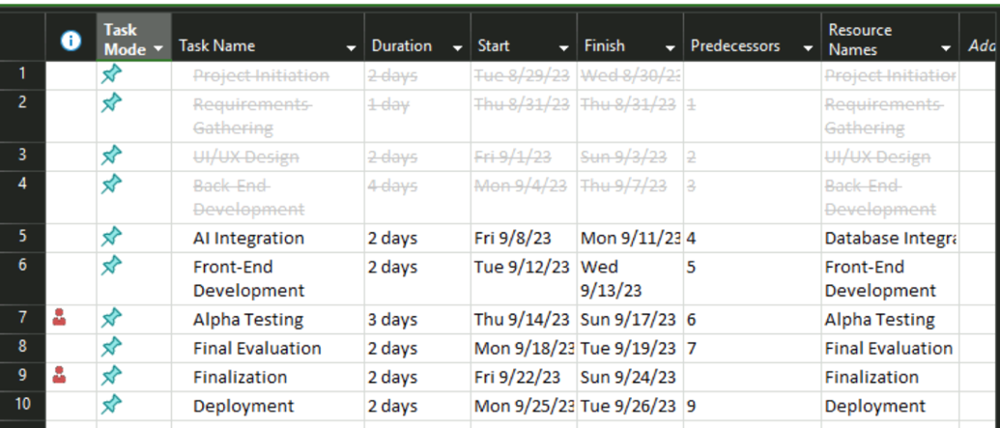 Task Mode Task Name Duration Start Finish Predecessors Resource Names Add
1 Project Initiation 2 days Tue 8/29/23 Wed 8/30/23 Project Initiation
2 Requirements Gathering 1 day Thu 8/31/23 Thu 8/31/23 1 Requirements Gathering
3 UI/UX Design 2 days Fri 9/1/23 Sun 9/3/23 2 UI/UX Design
4 Back-End Development 4 days Mon 9/4/23 Thu 9/7/23 3 Back-End Development
5 AI Integration 2 days Fri 9/8/23 Mon 9/11/23 4 Database Integra
6 Front-End Development 2 days Tue 9/12/23 Wed 9/13/23 5 Front-End Development
7 Alpha Testing 3 days Thu 9/14/23 Sun 9/17/23 6 Alpha Testing
8 Final Evaluation 2 days Mon 9/18/23 Tue 9/19/23 7 Final Evaluation
9 Finalization 2 days Fri 9/22/23 Sun 9/24/23 Finalization
10 Deployment 2 days Mon 9/25/23 Tue 9/26/23 9 Deployment